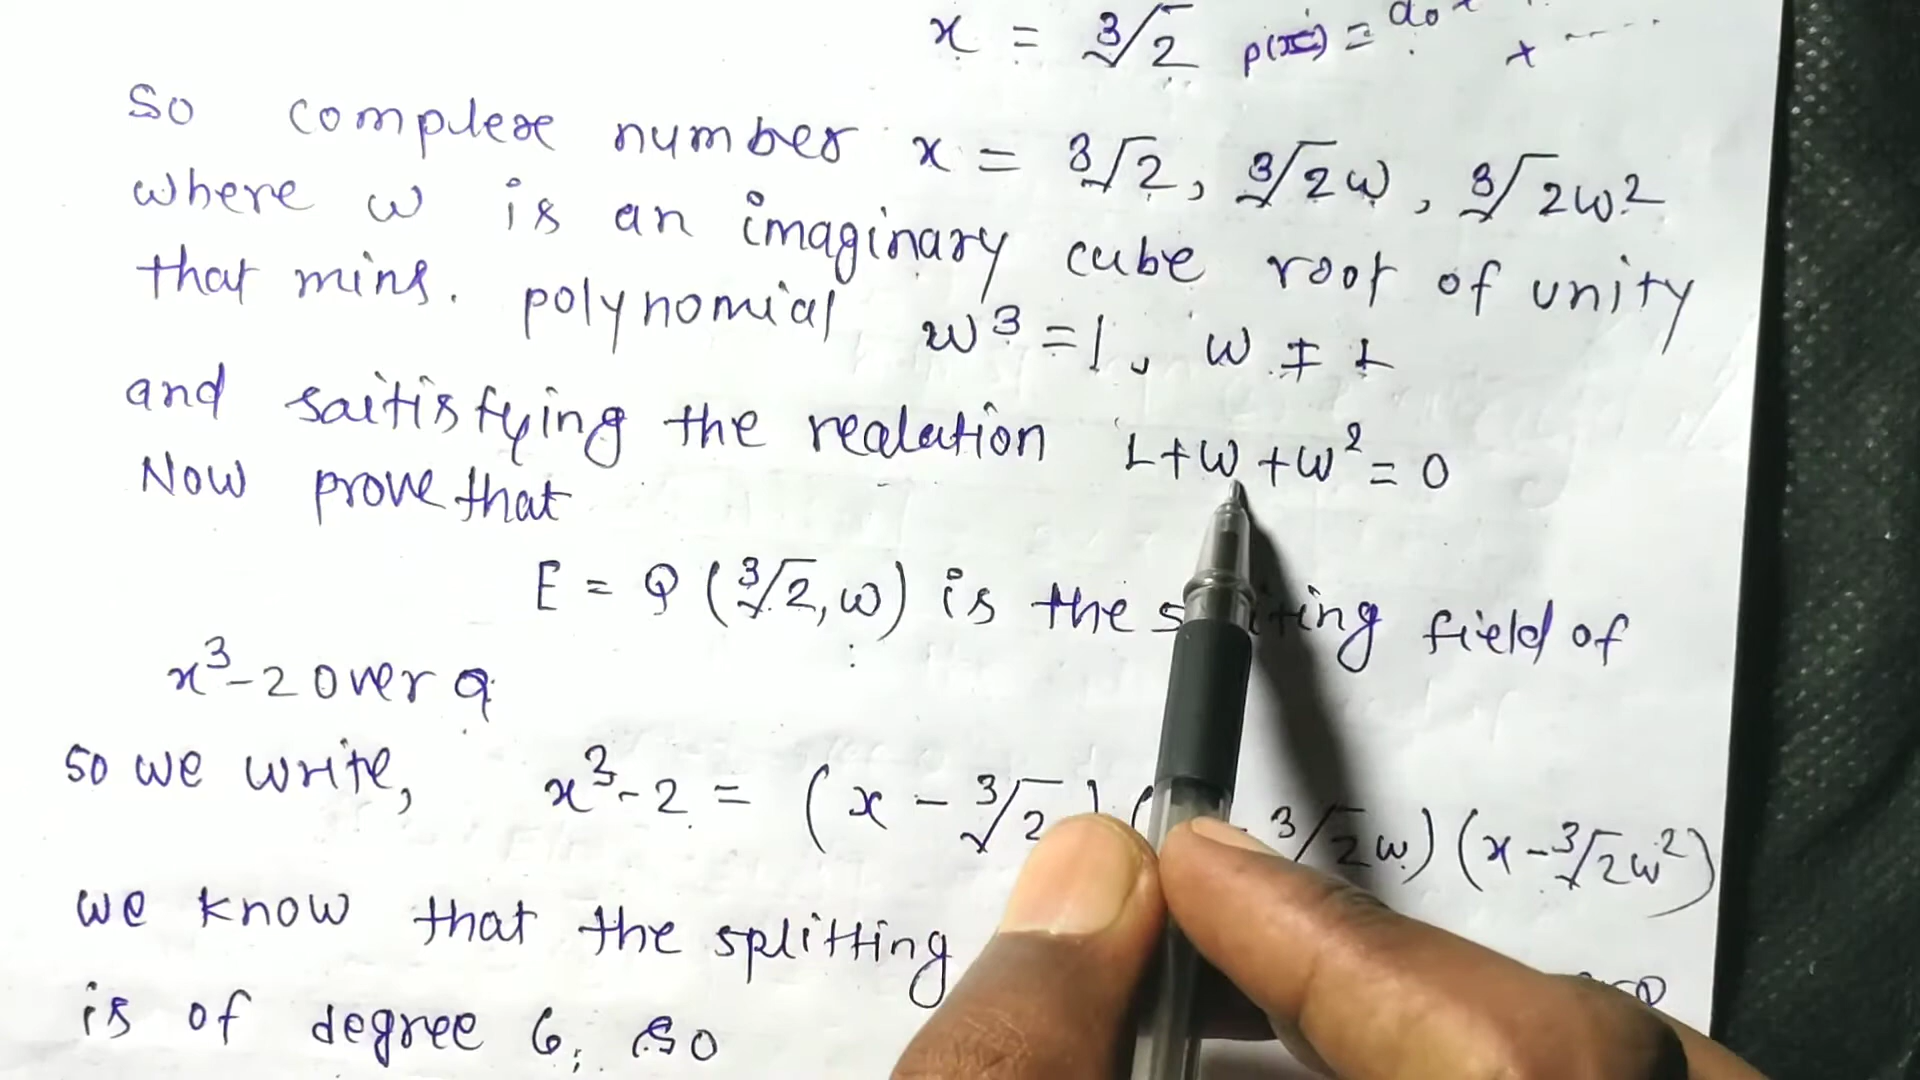 x = ∛2 p(x) = a₀
+ ----
so complexe number x = ∛2, ∛2ω, ∛2ω²
where ω is an imaginary cube root of unity
that mins. polynomial ω³ = 1, ω ≠ 1
and saitisfying the realation 1+ω+ω² = 0
Now prove that
E = Q (∛2, ω) is the field of
x³-2 over Q
so we write, x³-2 = (x - ∛2) ( - ∛2ω) (x-∛2ω²)
we know that the splitting
is of degree 6, so